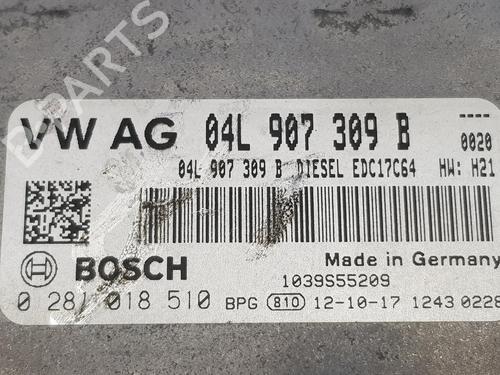 VW AG 04L 907 309 B 0020
04L 907 309 B DIESEL EDC17C64 HW: H21
BOSCH Made in Germany
1039S55209
0 281 018 510 BPG 810 12-10-17 1243 0228